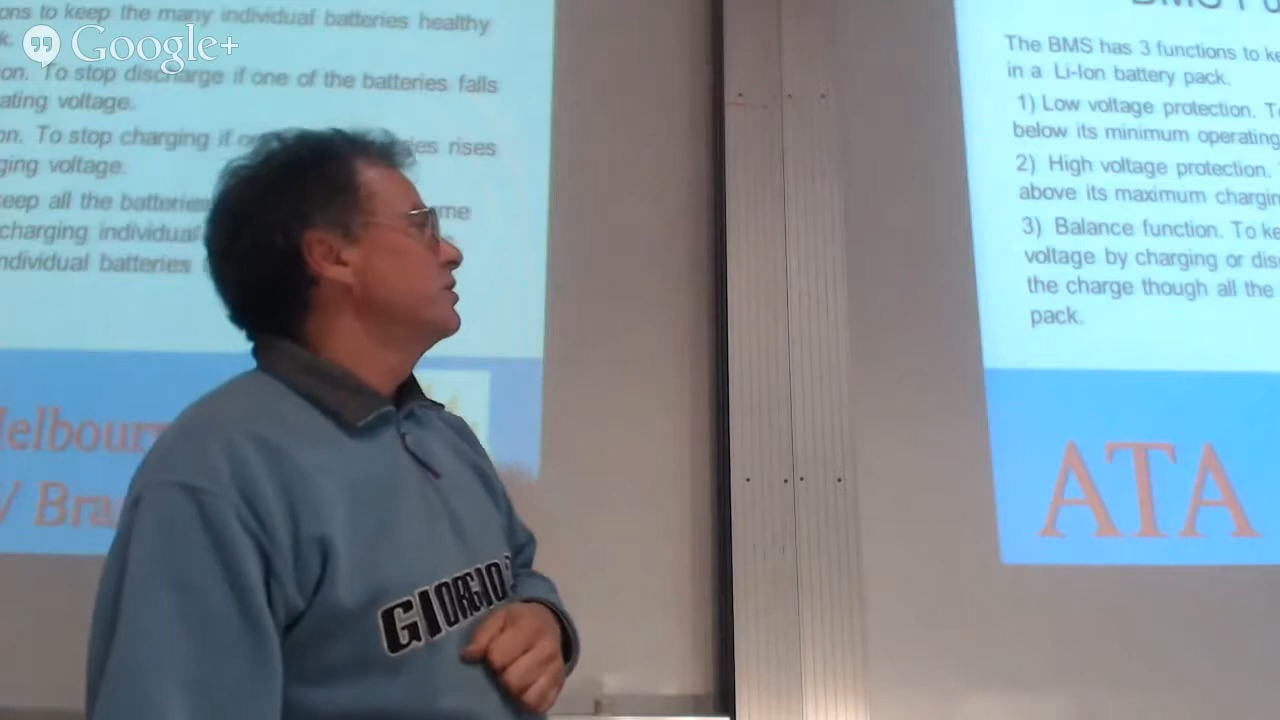 ons to keep the many individual batteries healthy
k.
Google+
on. To stop discharge if one of the batteries falls
ating voltage.
on. To stop charging if rises
ging voltage.
keep all the batteries
charging individual
ndividual batteries
Melbourn
V Bra
GIORGIO
The BMS has 3 functions to ke
in a Li-Ion battery pack.
1) Low voltage protection. To
below its minimum operating
2) High voltage protection.
above its maximum chargin
3) Balance function. To ke
voltage by charging or dis
the charge though all the
pack.
ATA